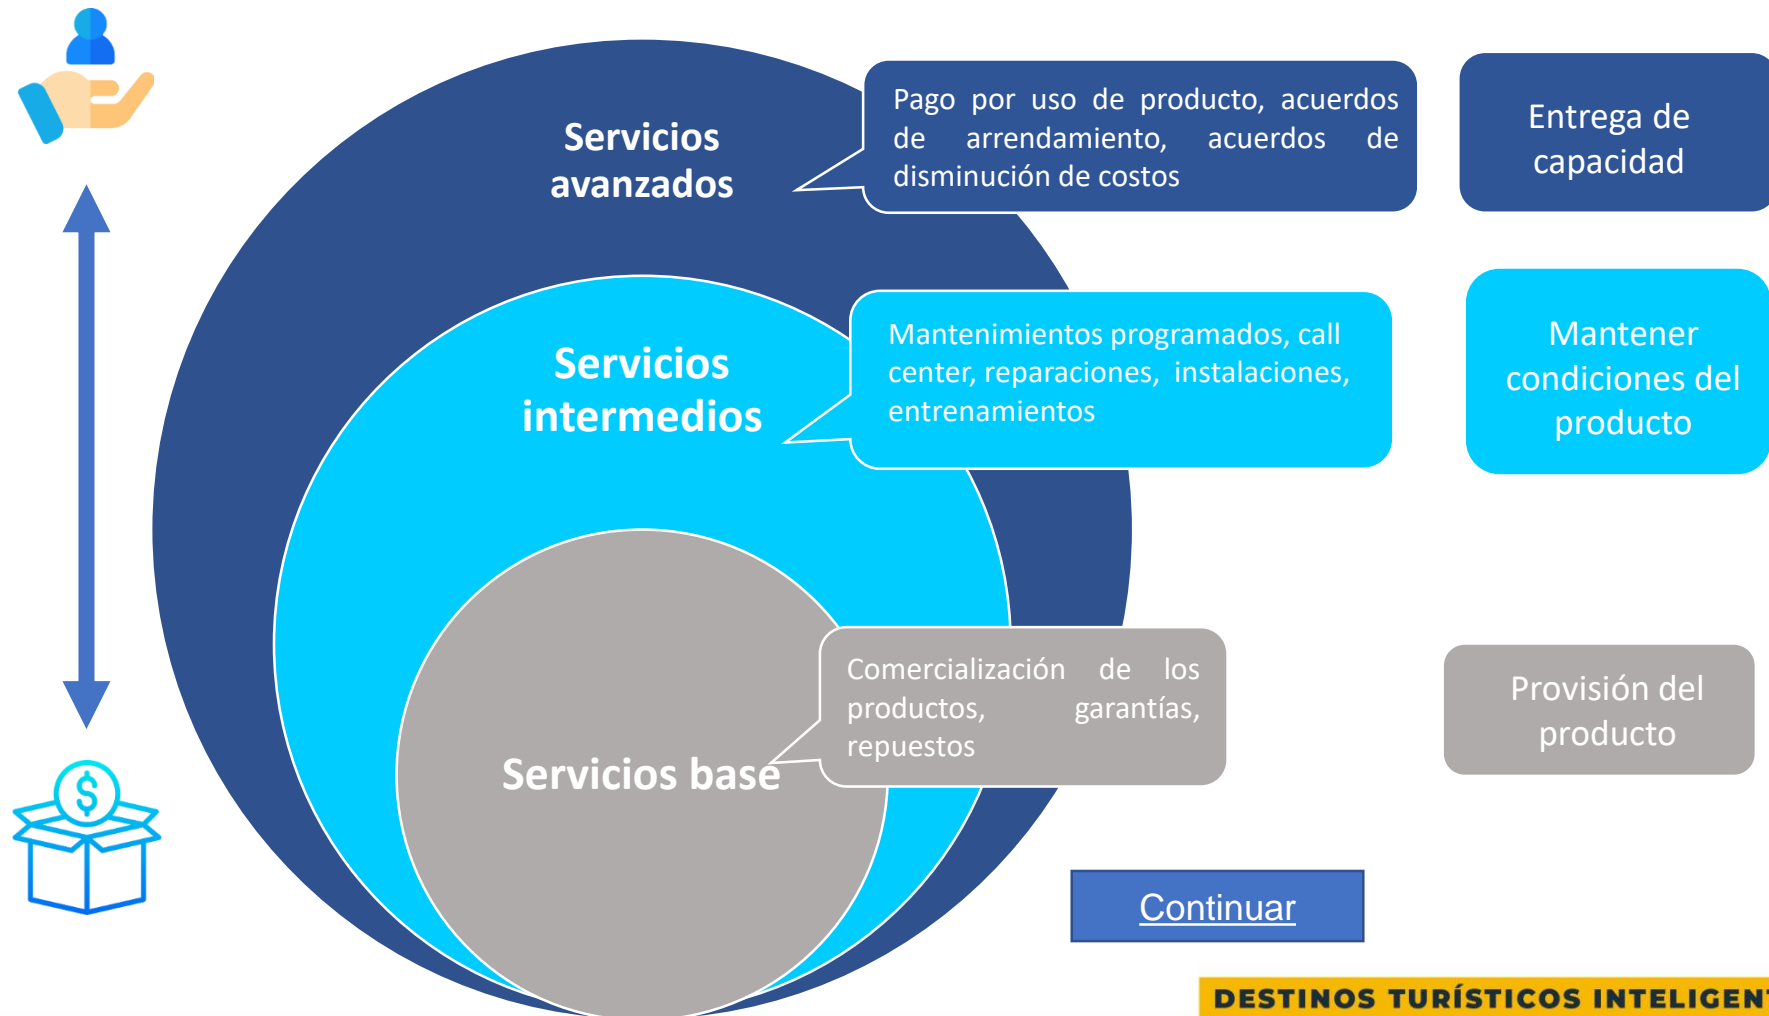 Servicios
avanzados
Pago por uso de producto, acuerdos
de arrendamiento, acuerdos de
disminución de costos
Entrega de
capacidad
Servicios
intermedios
Mantenimientos programados, call
center, reparaciones, instalaciones,
entrenamientos
Mantener
condiciones del
producto
Servicios base
Comercialización de los
productos, garantías,
repuestos
Provisión del
producto
$
Continuar
DESTINOS TURÍSTICOS INTELIGENT